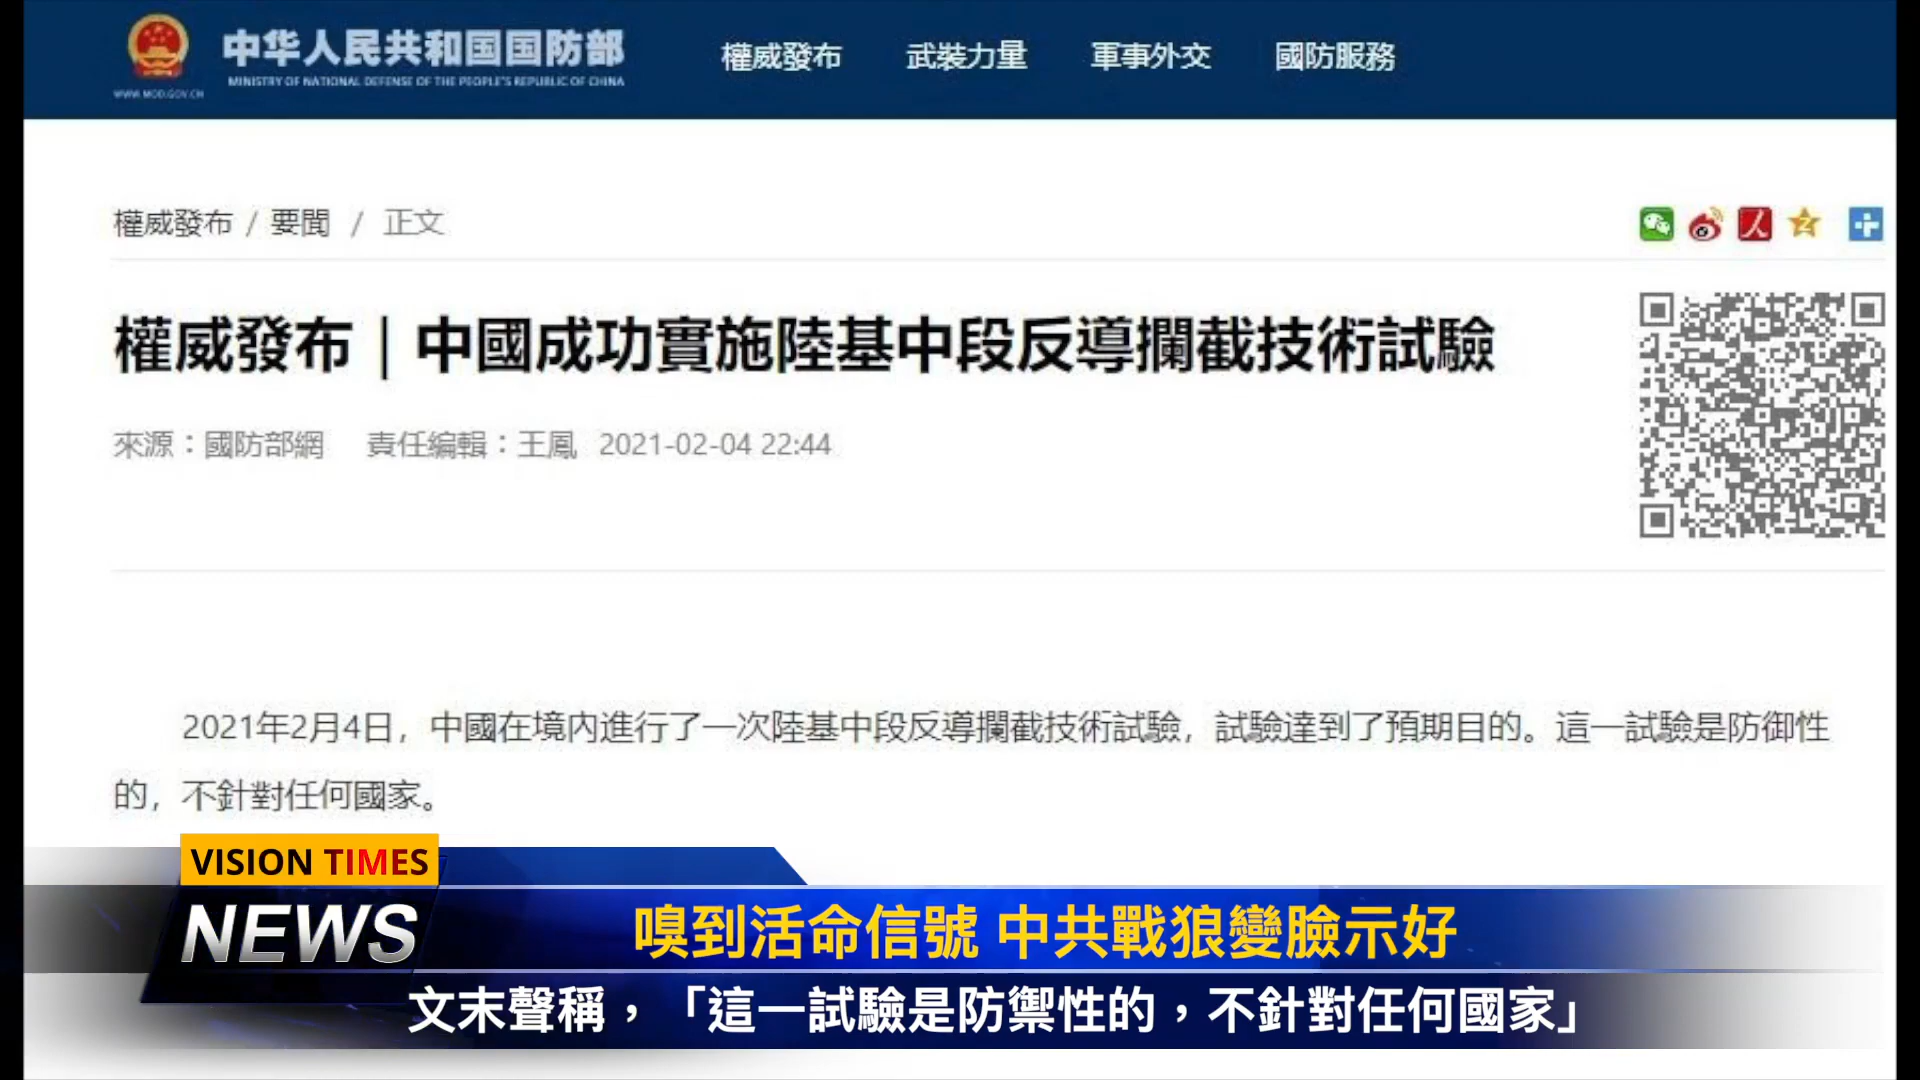 中华人民共和国国防部
MINISTRY OF NATIONAL DEFENSE OF THE PEOPLE'S REPUBLIC OF CHINA
WWW.MOD.GOV.CN
權威發布 武裝力量 軍事外交 國防服務
權威發布 / 要聞 / 正文
權威發布｜中國成功實施陸基中段反導攔截技術試驗
來源：國防部網 責任編輯：王鳳 2021-02-04 22:44
2021年2月4日，中國在境內進行了一次陸基中段反導攔截技術試驗，試驗達到了預期目的。這一試驗是防御性
的，不針對任何國家。
VISION TIMES
NEWS
嗅到活命信號 中共戰狼變臉示好
文末聲稱，「這一試驗是防禦性的，不針對任何國家」